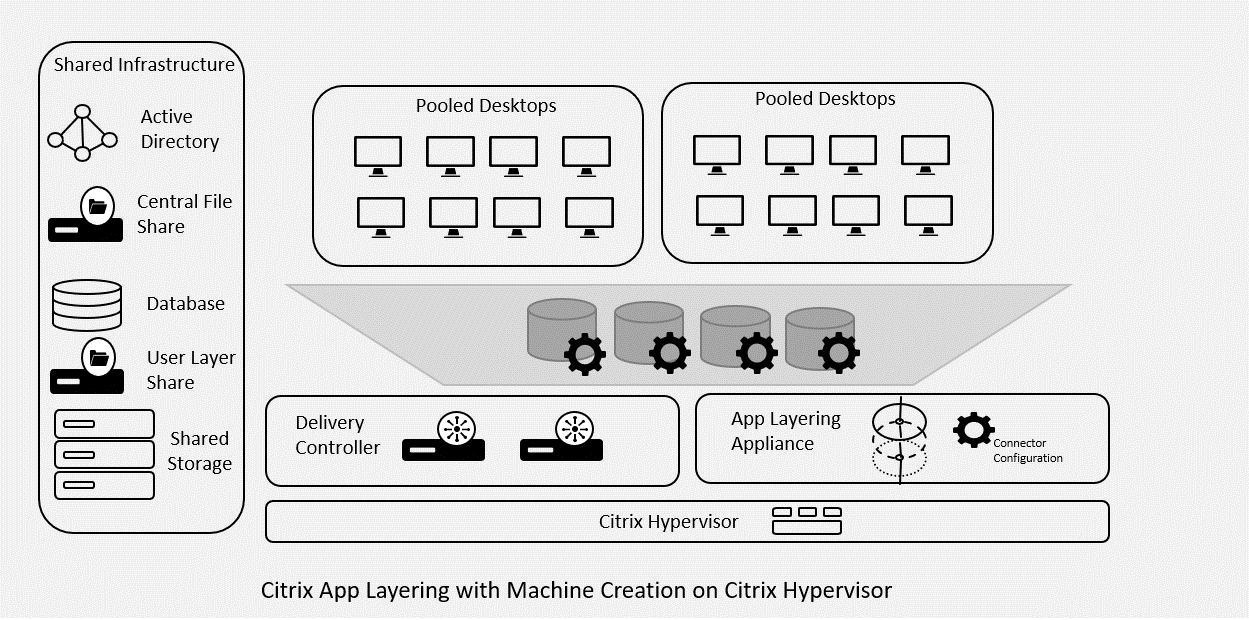 Shared Infrastructure
Active
Directory
Central File
Share
Database
User Layer
Share
Shared
Storage
Pooled Desktops
Pooled Desktops
Delivery
Controller
App Layering
Appliance
Connector
Configuration
Citrix Hypervisor
Citrix App Layering with Machine Creation on Citrix Hypervisor